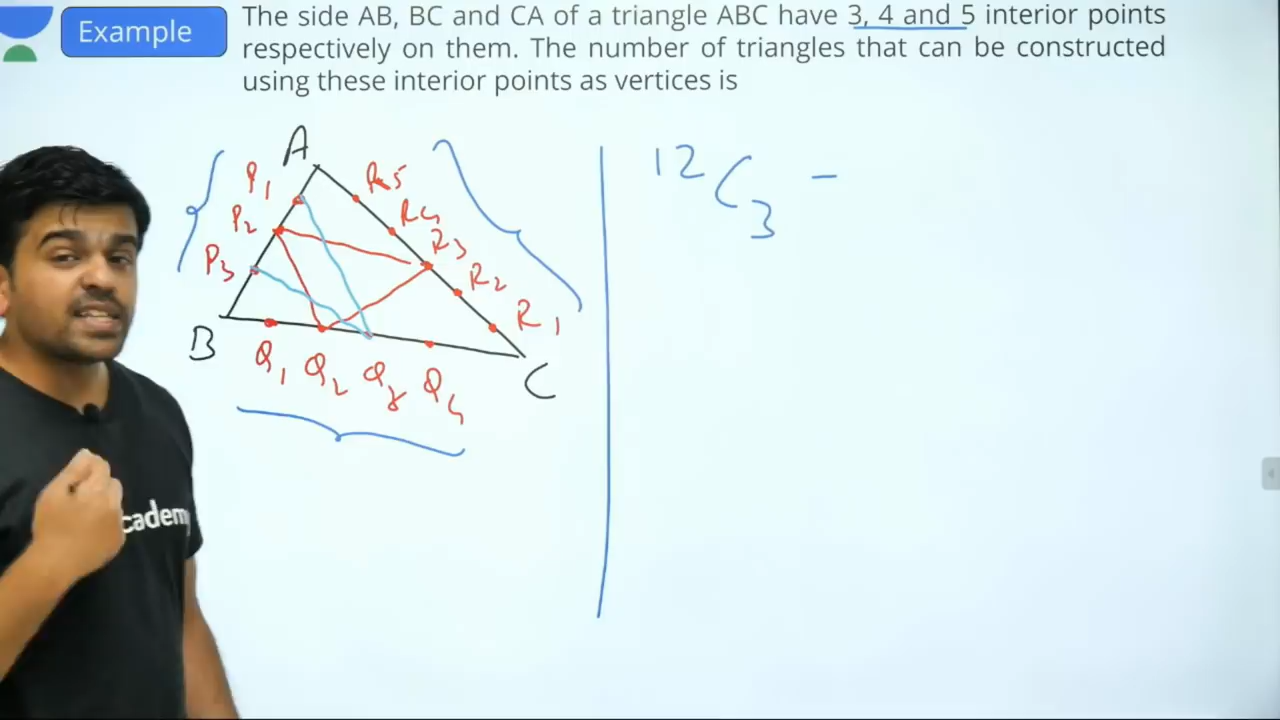 Example
The side AB, BC and CA of a triangle ABC have 3, 4 and 5 interior points
respectively on them. The number of triangles that can be constructed
using these interior points as vertices is
A
P1
P2
P3
B
R5
R4
R3
R2
R1
C
Q1 Q2 Q3 Q4
12C3 -
cademy